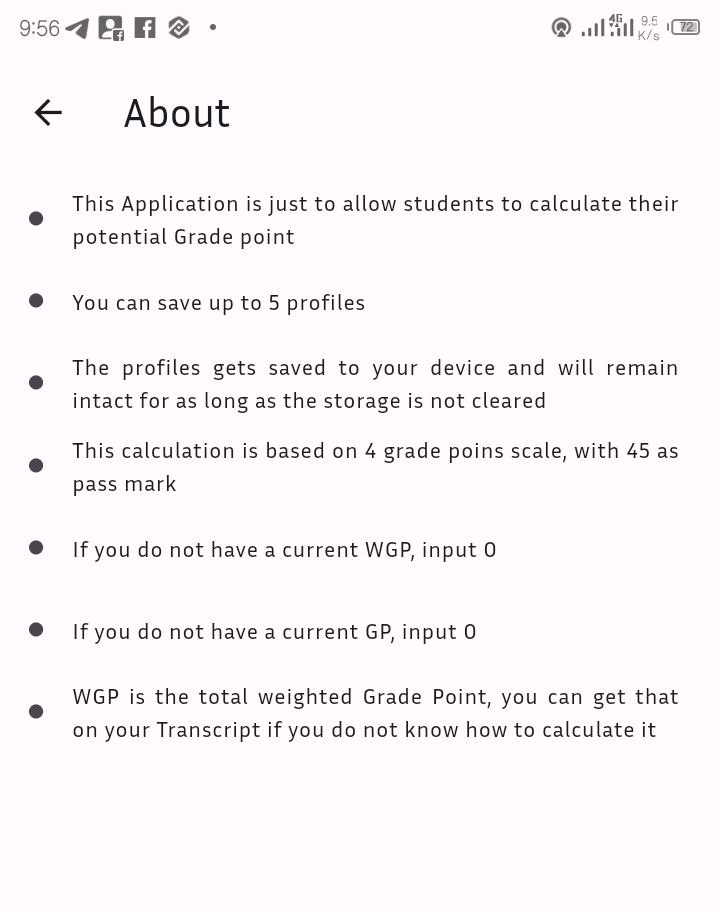 9:56
4G
9.5
K/s
72
About
This Application is just to allow students to calculate their
potential Grade point
You can save up to 5 profiles
The profiles gets saved to your device and will remain
intact for as long as the storage is not cleared
This calculation is based on 4 grade poins scale, with 45 as
pass mark
If you do not have a current WGP, input 0
If you do not have a current GP, input 0
WGP is the total weighted Grade Point, you can get that
on your Transcript if you do not know how to calculate it